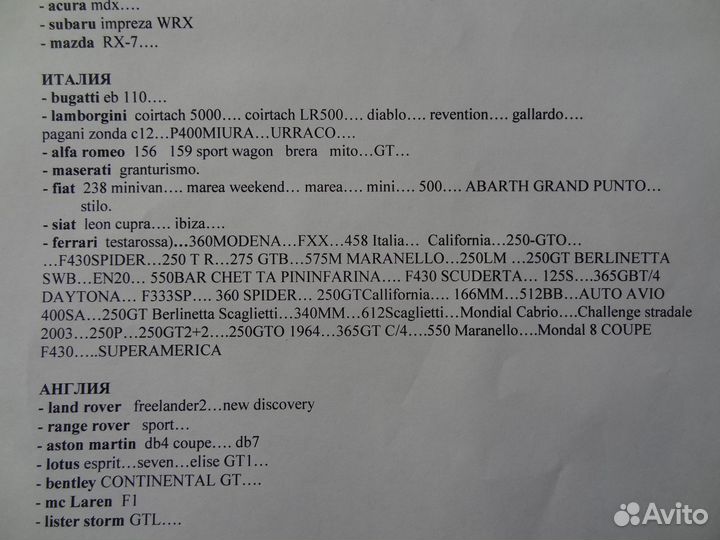 - acura mdx....
- subaru impreza WRX
- mazda RX-7....
ИТАЛИЯ
- bugatti eb 110....
- lamborgini coirtach 5000.... coirtach LR500.... diablo.... revention.... gallardo....
pagani zonda c12...P400MIURA...URRACO....
- alfa romeo 156 159 sport wagon brera mito...GT...
- maserati granturismo.
- fiat 238 minivan.... marea weekend... marea.... mini.... 500.... ABARTH GRAND PUNTO...
stilo.
- siat leon cupra.... ibiza....
- ferrari testarossa)...360MODENA...FXX...458 Italia... California...250-GTO...
...F430SPIDER...250 T R...275 GTB...575M MARANELLO...250LM ...250GT BERLINETTA
SWB...EN20... 550BAR CHET TA PININFARINA.... F430 SCUDERTA... 125S....365GBT/4
DAYTONA... F333SP.... 360 SPIDER... 250GTCallifornia.... 166MM...512BB...AUTO AVIO
400SA...250GT Berlinetta Scaglietti...340MM...612Scaglietti...Mondial Cabrio....Challenge stradale
2003...250P...250GT2+2....250GTO 1964...365GT C/4....550 Maranello....Mondal 8 COUPE
F430.....SUPERAMERICA
АНГЛИЯ
- land rover freelander2...new discovery
- range rover sport...
- aston martin db4 coupe.... db7
- lotus esprit...seven...elise GT1...
- bentley CONTINENTAL GT....
- mc Laren F1
- lister storm GTL....
Avito